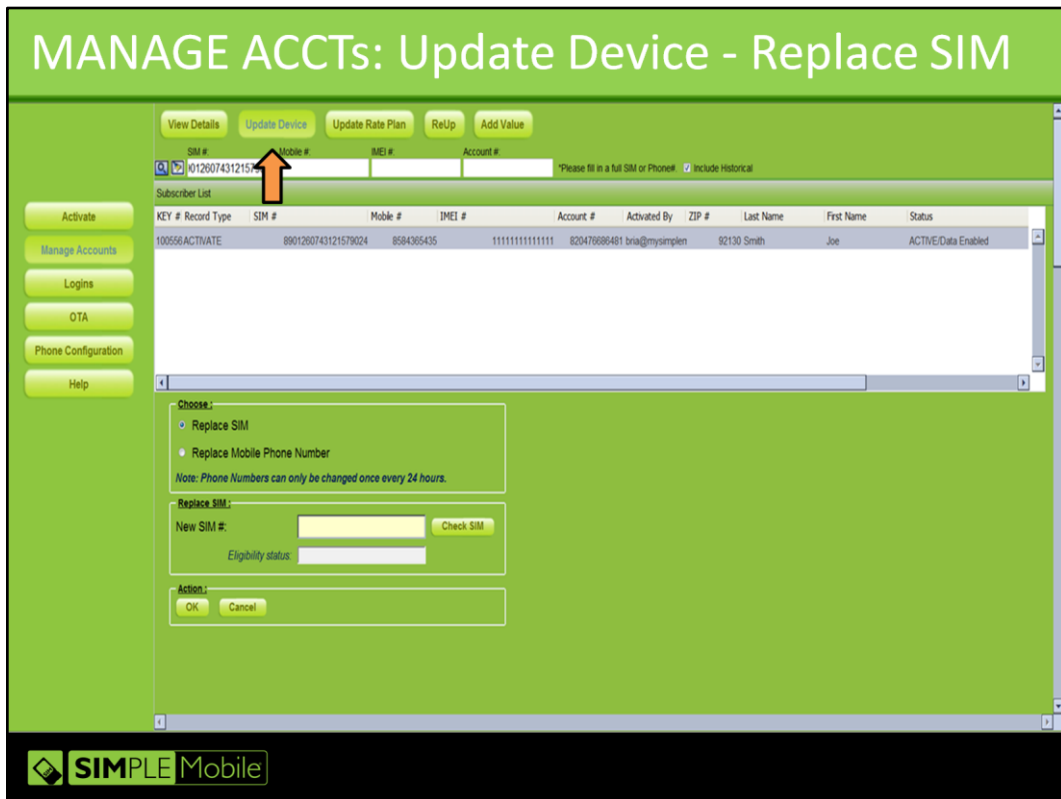 MANAGE ACCTs: Update Device - Replace SIM
View Details Update Device Update Rate Plan ReUp Add Value
SIM #: Mobile #: IMEI #: Account #:
*Please fill in a full SIM or Phone#. Include Historical
Subscriber List
KEY # Record Type SIM # Mobile # IMEI # Account # Activated By ZIP # Last Name First Name Status
100556 ACTIVATE 8901260743121579024 8584365435 11111111111111 820476686481 bria@mysimplen 92130 Smith Joe ACTIVE/Data Enabled
Activate
Manage Accounts
Logins
OTA
Phone Configuration
Help
Choose :
Replace SIM
Replace Mobile Phone Number
Note: Phone Numbers can only be changed once every 24 hours.
Replace SIM :
New SIM #: Check SIM
Eligibility status:
Action :
OK Cancel
SIMPLE Mobile